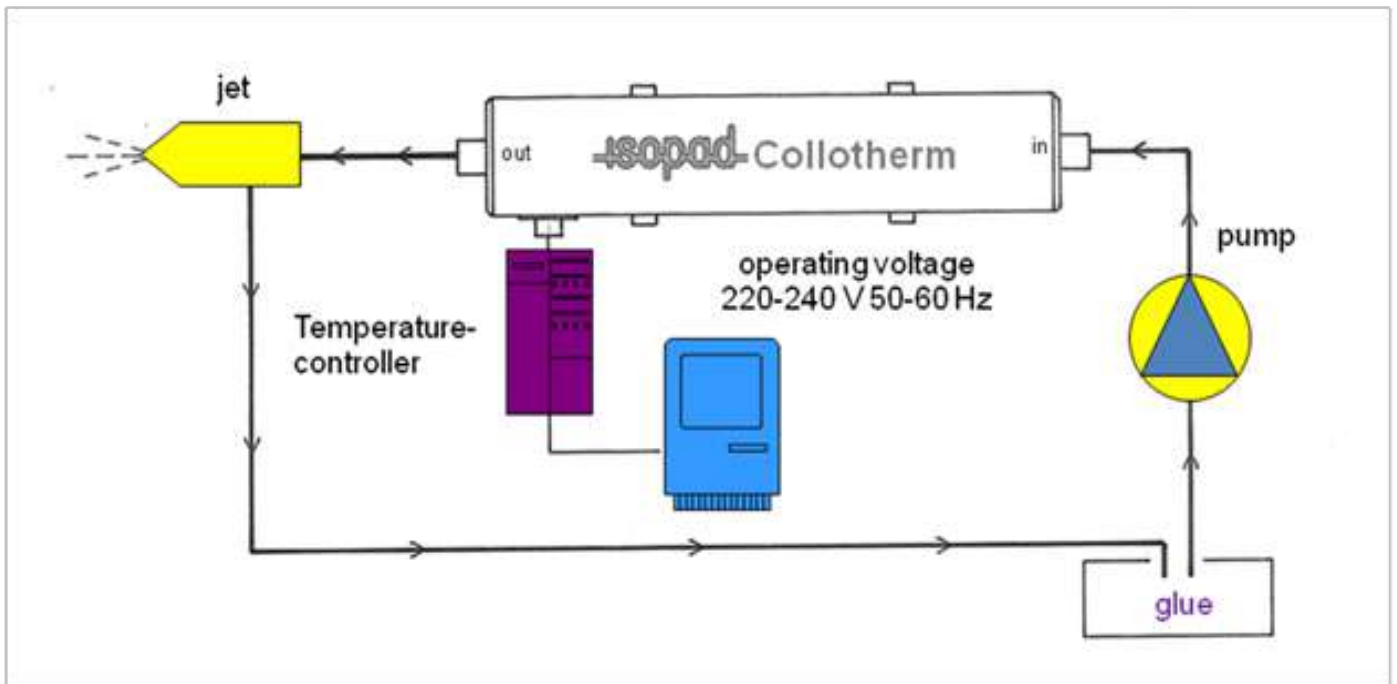 jet
out
isopad Collotherm
in
pump
operating voltage
220-240 V 50-60 Hz
Temperature-
controller
glue